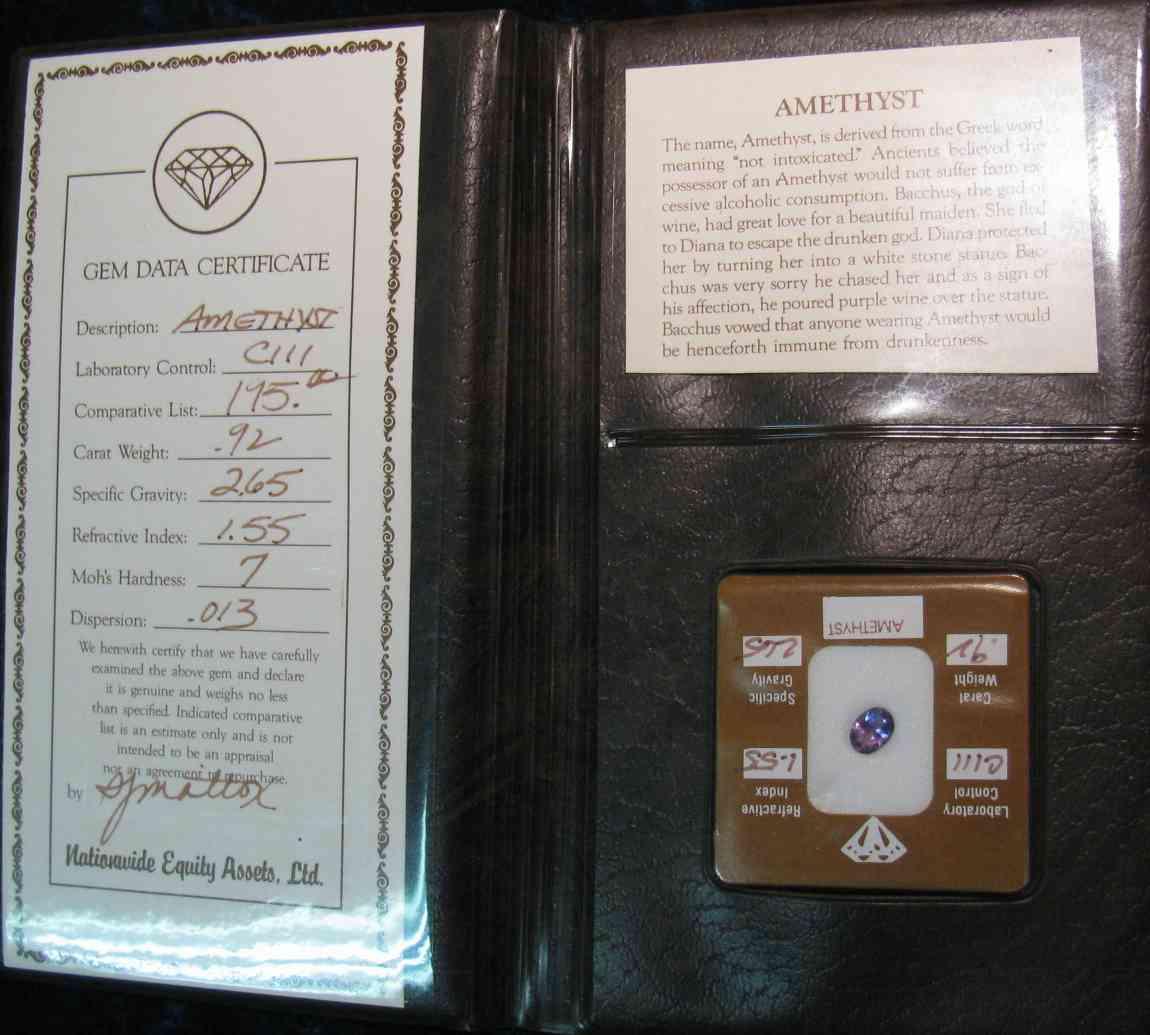 GEM DATA CERTIFICATE
Description: AMETHYST
Laboratory Control: C111
Comparative List: 195.00
Carat Weight: .92
Specific Gravity: 2.65
Refractive Index: 1.55
Moh's Hardness: 7
Dispersion: .013
We herewith certify that we have carefully
examined the above gem and declare
it is genuine and weighs no less
than specified. Indicated comparative
list is an estimate only and is not
intended to be an appraisal
nor an agreement to repurchase.
by
Nationwide Equity Assets, Ltd.
AMETHYST
The name, Amethyst, is derived from the Greek word
meaning "not intoxicated." Ancients believed the
possessor of an Amethyst would not suffer from ex-
cessive alcoholic consumption. Bacchus, the god of
wine, had great love for a beautiful maiden. She fled
to Diana to escape the drunken god. Diana protected
her by turning her into a white stone statue. Bac-
chus was very sorry he chased her and as a sign of
his affection, he poured purple wine over the statue.
Bacchus vowed that anyone wearing Amethyst would
be henceforth immune from drunkenness.
Laboratory
Control
C111
Refractive
Index
1.55
Carat
Weight
.92
Specific
Gravity
2.65
AMETHYST